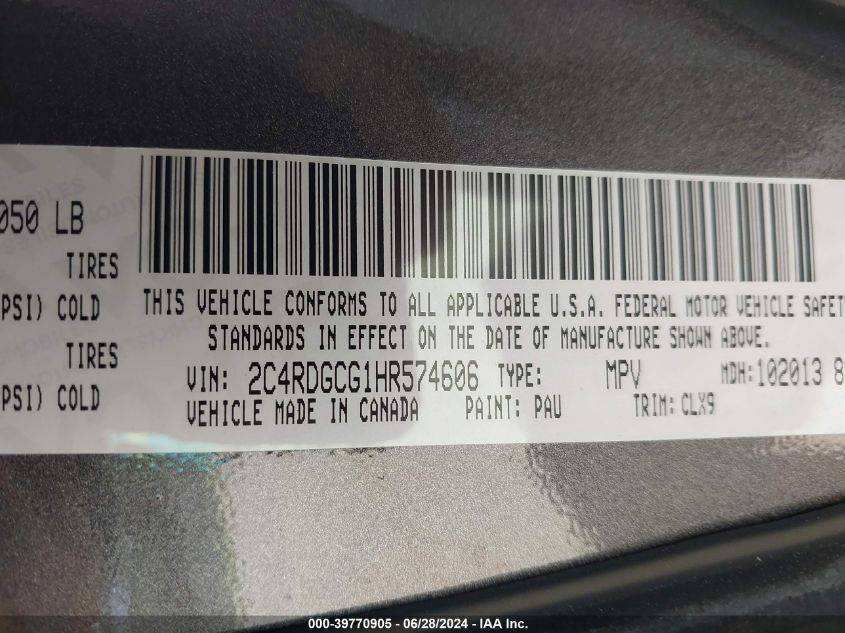 050 LB
TIRES
PSI) COLD
TIRES
PSI) COLD
THIS VEHICLE CONFORMS TO ALL APPLICABLE U.S.A. FEDERAL MOTOR VEHICLE SAFET
STANDARDS IN EFFECT ON THE DATE OF MANUFACTURE SHOWN ABOVE.
VIN: 2C4RDGCG1HR574606 TYPE: MPV MDH:102013 8
VEHICLE MADE IN CANADA PAINT: PAU TRIM: CLX9
000-39770905 / 06/28/2024 - IAA Inc.